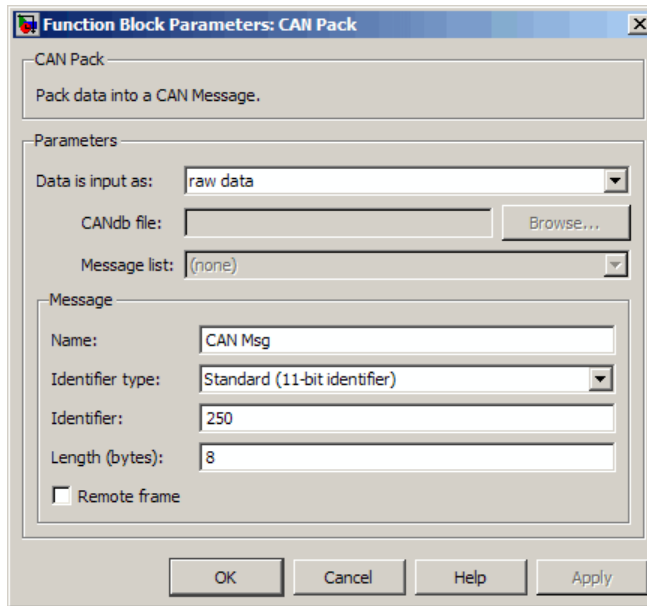 Function Block Parameters: CAN Pack
CAN Pack
Pack data into a CAN Message.
Parameters
Data is input as: raw data
CANdb file: Browse...
Message list: (none)
Message
Name: CAN Msg
Identifier type: Standard (11-bit identifier)
Identifier: 250
Length (bytes): 8
Remote frame
OK Cancel Help Apply